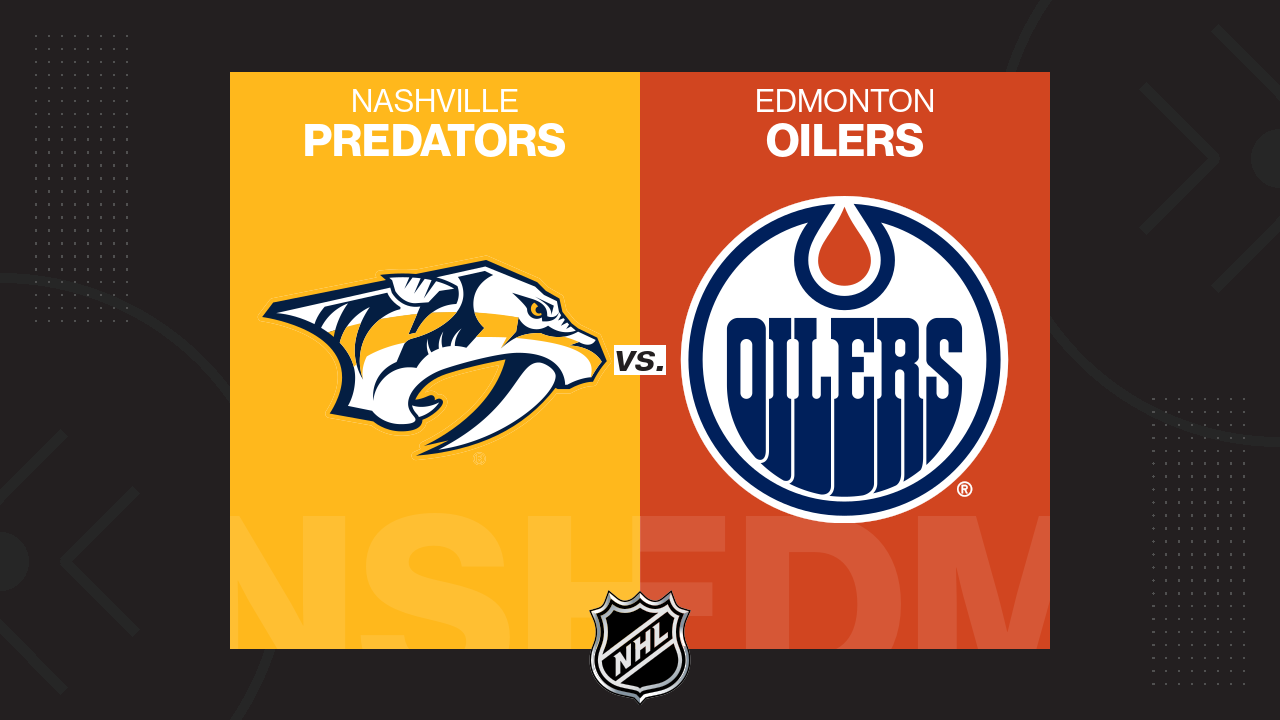 NASHVILLE
PREDATORS
EDMONTON
OILERS
vs.
OILERS
®
®
NSH
EDM
NHL